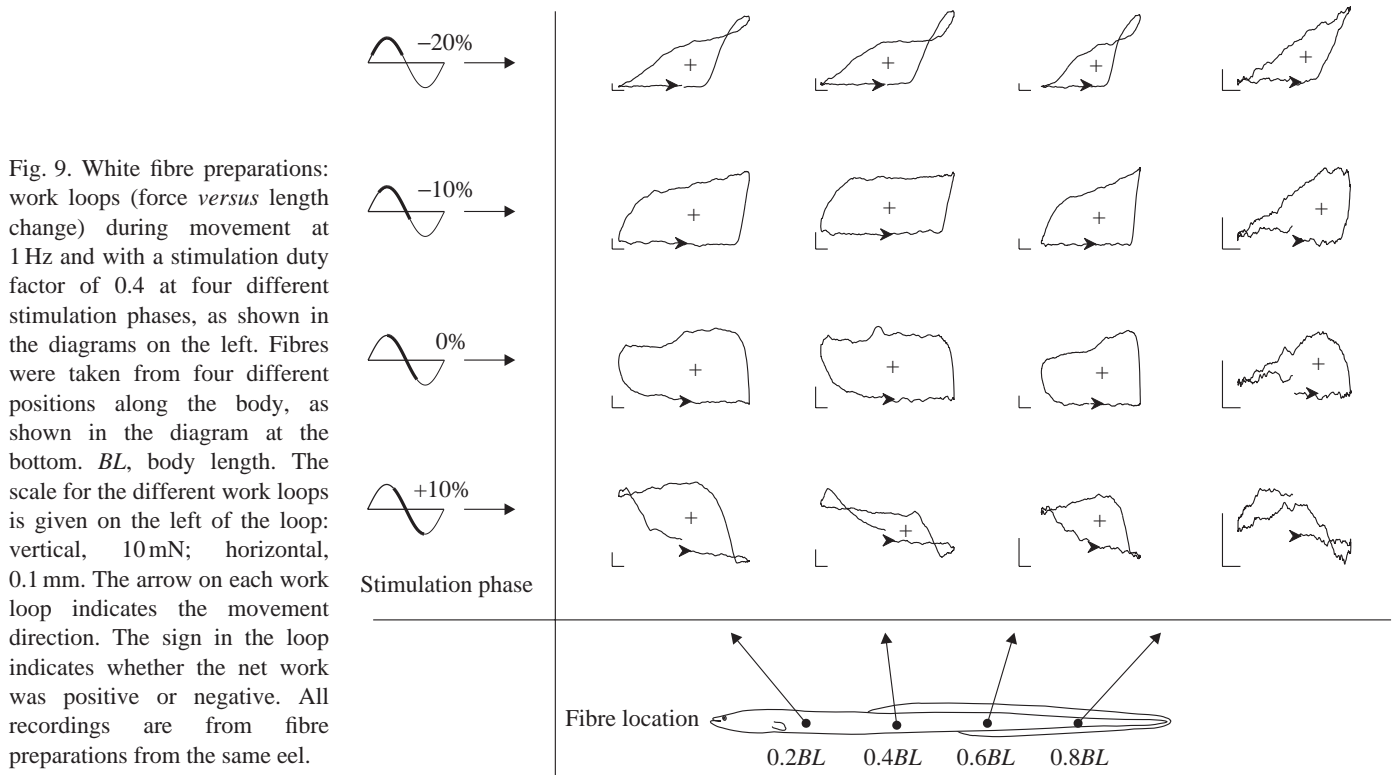 Fig. 9. White fibre preparations:
work loops (force versus length
change) during movement at
1 Hz and with a stimulation duty
factor of 0.4 at four different
stimulation phases, as shown in
the diagrams on the left. Fibres
were taken from four different
positions along the body, as
shown in the diagram at the
bottom. BL, body length. The
scale for the different work loops
is given on the left of the loop:
vertical, 10 mN; horizontal,
0.1 mm. The arrow on each work
loop indicates the movement
direction. The sign in the loop
indicates whether the net work
was positive or negative. All
recordings are from fibre
preparations from the same eel.
−20%
+ + + +
−10%
+ + + +
0%
+ + + +
+10%
+ + +
Stimulation phase
Fibre location
0.2BL 0.4BL 0.6BL 0.8BL